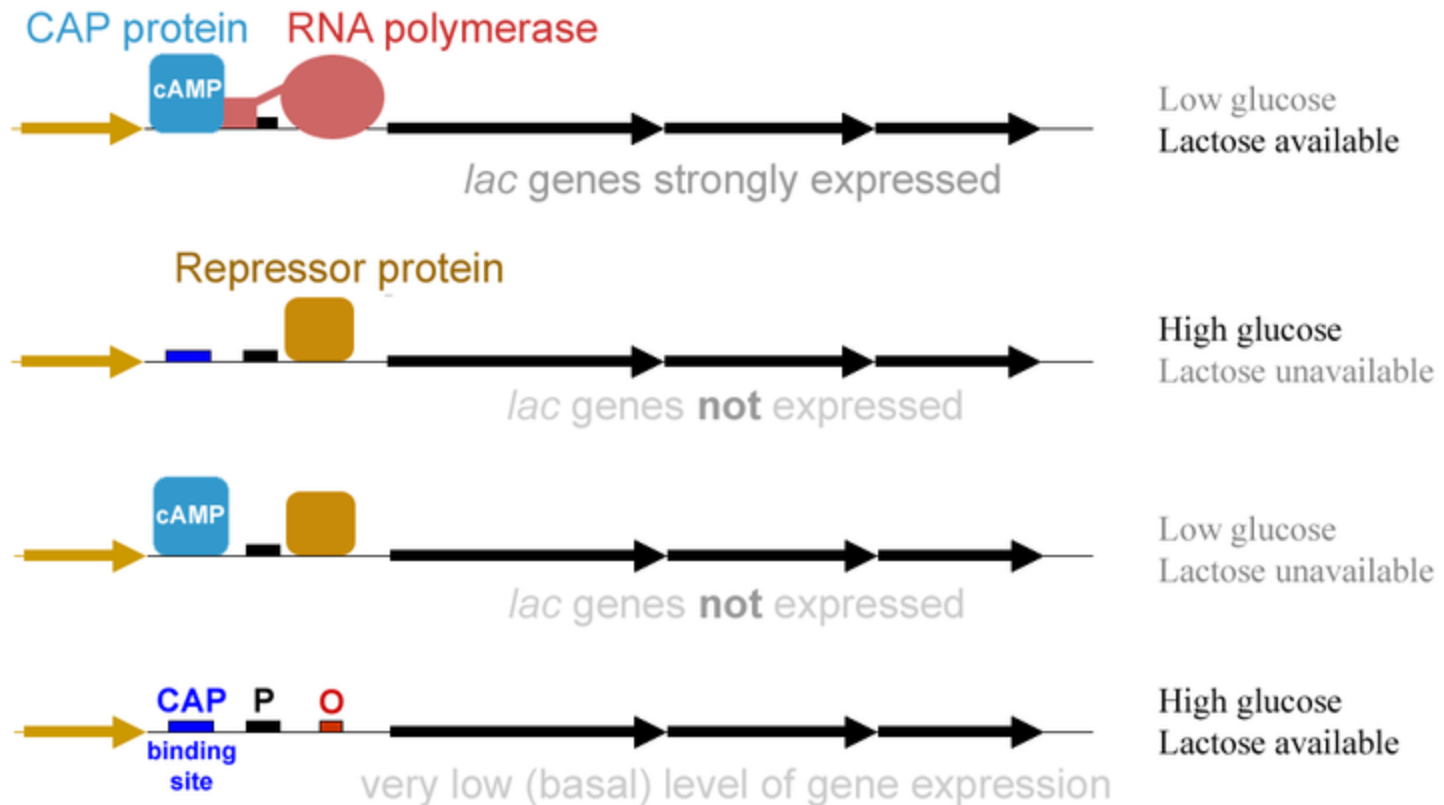 CAP protein RNA polymerase
cAMP
Low glucose
Lactose available
lac genes strongly expressed
Repressor protein
High glucose
Lactose unavailable
lac genes not expressed
cAMP
Low glucose
Lactose unavailable
lac genes not expressed
CAP P O
binding
site
High glucose
Lactose available
very low (basal) level of gene expression